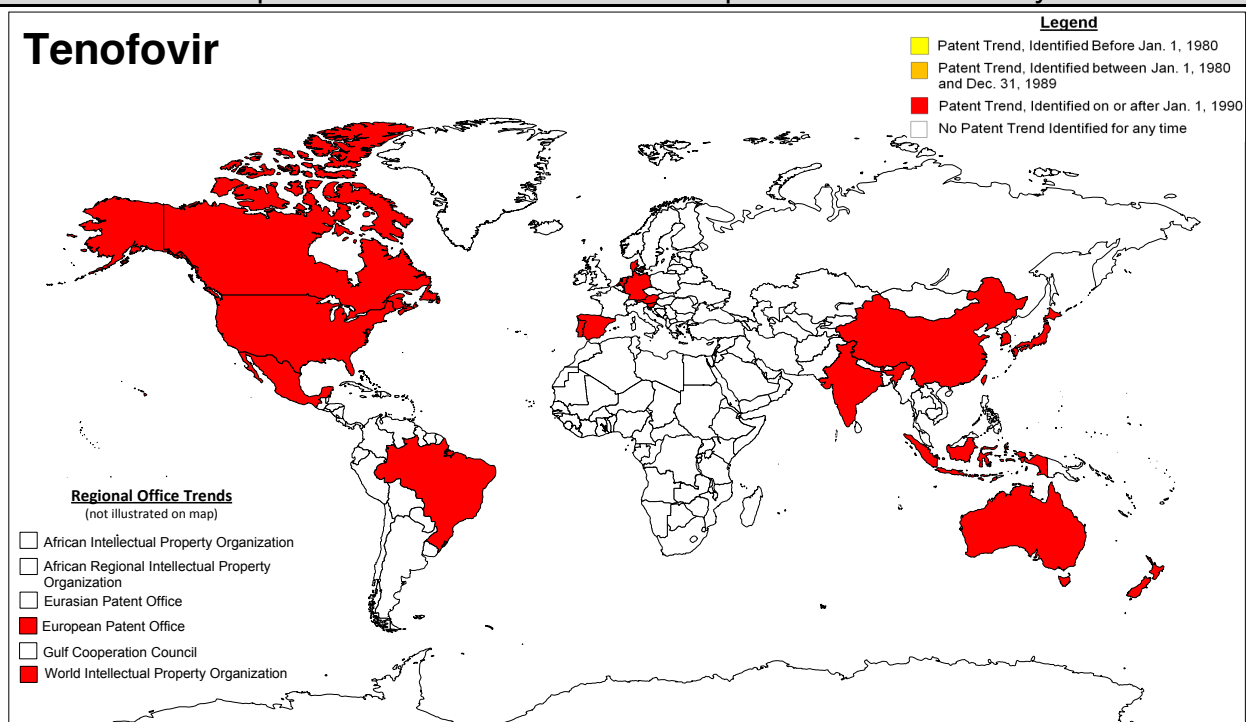 Tenofovir
Legend
Patent Trend, Identified Before Jan. 1, 1980
Patent Trend, Identified between Jan. 1, 1980
and Dec. 31, 1989
Patent Trend, Identified on or after Jan. 1, 1990
No Patent Trend Identified for any time
Regional Office Trends
(not illustrated on map)
African Intellectual Property Organization
African Regional Intellectual Property
Organization
Eurasian Patent Office
European Patent Office
Gulf Cooperation Council
World Intellectual Property Organization